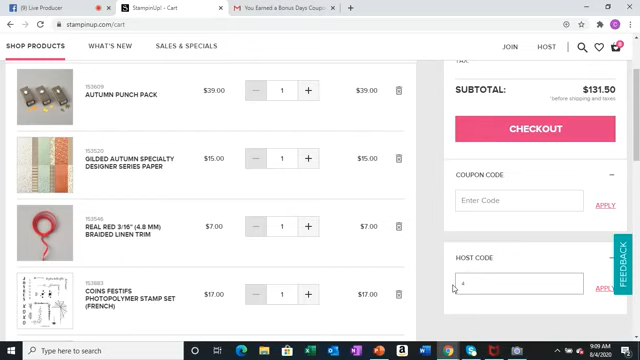 (8) Live Producer
StampinUp! - Cart
You Earned a Bonus Days Coupo
stampinup.com/cart
SHOP PRODUCTS
WHAT'S NEW
SALES & SPECIALS
JOIN
HOST
153609
AUTUMN PUNCH PACK
$39.00
1
$39.00
153520
GILDED AUTUMN SPECIALTY
DESIGNER SERIES PAPER
$15.00
1
$15.00
153546
REAL RED 3/16" (4.8 MM)
BRAIDED LINEN TRIM
$7.00
1
$7.00
153883
COINS FESTIFS
PHOTOPOLYMER STAMP SET
(FRENCH)
$17.00
1
$17.00
TAX:
SUBTOTAL:
$131.50
*before shipping and taxes
CHECKOUT
COUPON CODE
Enter Code
APPLY
HOST CODE
APPLY
FEEDBACK
Type here to search
9:09 AM
8/4/2020